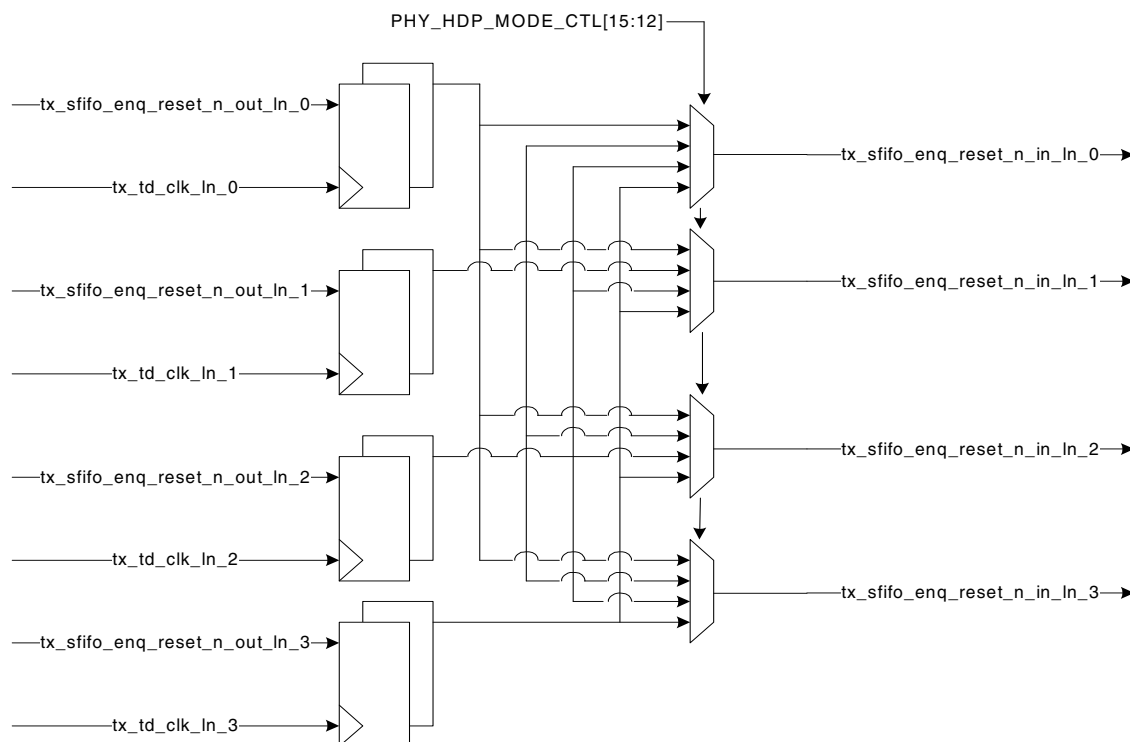 PHY_HDP_MODE_CTL[15:12]
tx_sfifo_enq_reset_n_out_ln_0
tx_sfifo_enq_reset_n_in_ln_0
tx_td_clk_ln_0
tx_sfifo_enq_reset_n_out_ln_1
tx_sfifo_enq_reset_n_in_ln_1
tx_td_clk_ln_1
tx_sfifo_enq_reset_n_out_ln_2
tx_sfifo_enq_reset_n_in_ln_2
tx_td_clk_ln_2
tx_sfifo_enq_reset_n_in_ln_3
tx_sfifo_enq_reset_n_out_ln_3
tx_td_clk_ln_3